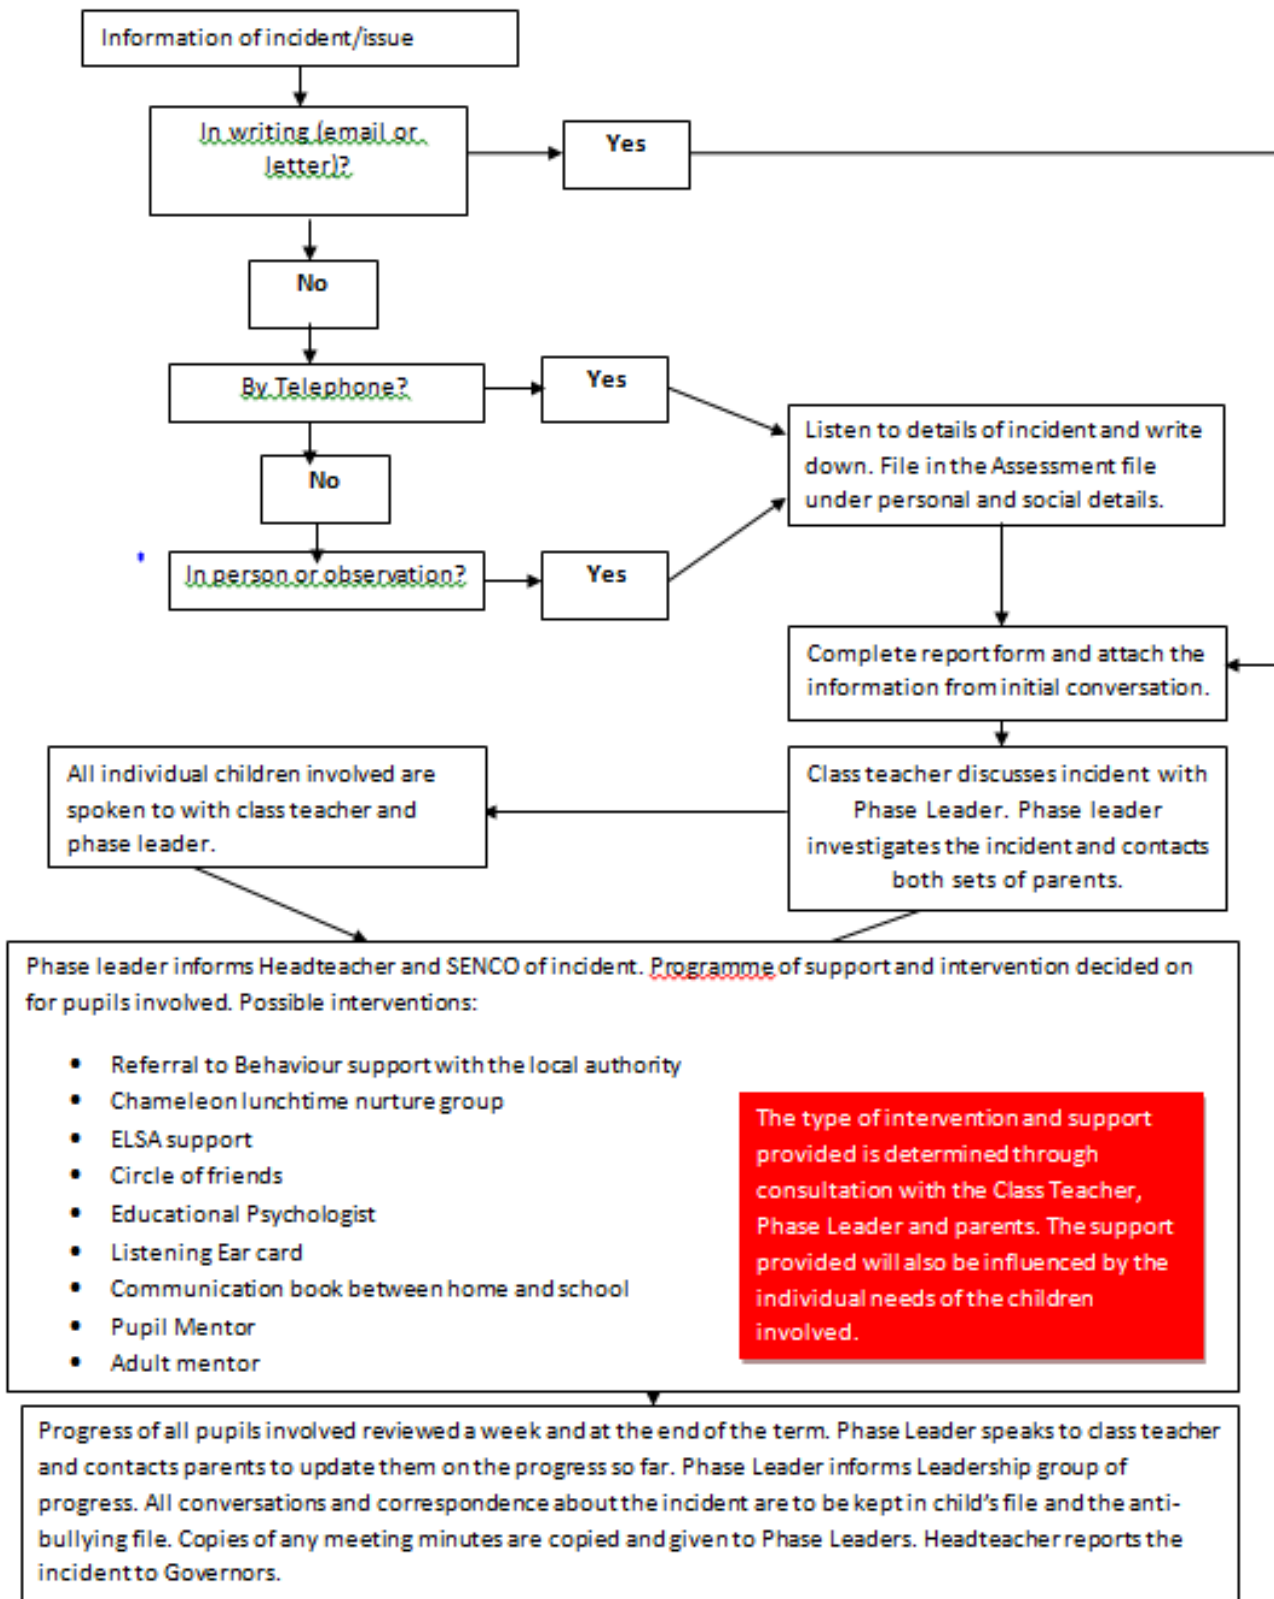 Information of incident/issue
In writing (email or
letter)?
Yes
No
By Telephone?
Yes
Listen to details of incident and write
down. File in the Assessment file
under personal and social details.
No
In person or observation?
Yes
Complete report form and attach the
information from initial conversation.
All individual children involved are
spoken to with class teacher and
phase leader.
Class teacher discusses incident with
Phase Leader. Phase leader
investigates the incident and contacts
both sets of parents.
Phase leader informs Headteacher and SENCO of incident. Programme of support and intervention decided on
for pupils involved. Possible interventions:
• Referral to Behaviour support with the local authority
• Chameleon lunchtime nurture group
• ELSA support
• Circle of friends
• Educational Psychologist
• Listening Ear card
• Communication book between home and school
• Pupil Mentor
• Adult mentor
The type of intervention and support
provided is determined through
consultation with the Class Teacher,
Phase Leader and parents. The support
provided will also be influenced by the
individual needs of the children
involved.
Progress of all pupils involved reviewed a week and at the end of the term. Phase Leader speaks to class teacher
and contacts parents to update them on the progress so far. Phase Leader informs Leadership group of
progress. All conversations and correspondence about the incident are to be kept in child's file and the anti-
bullying file. Copies of any meeting minutes are copied and given to Phase Leaders. Headteacher reports the
incident to Governors.